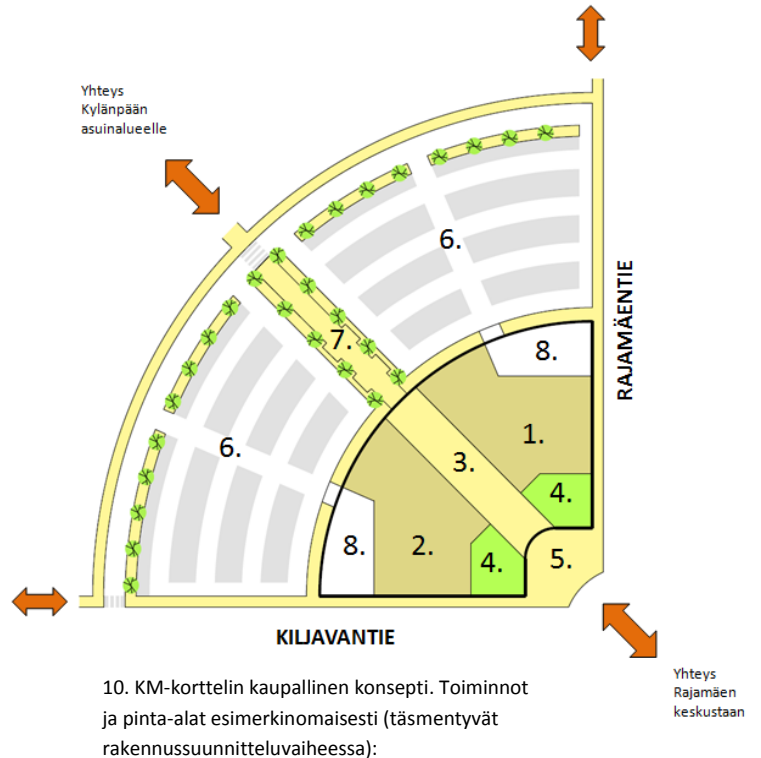 Yhteys
Kylänpään
asuinalueelle
6.
RAJAMÄENTIE
7.
8.
1.
6.
3.
4.
8.
2.
4.
5.
KILJAVANTIE
Yhteys
Rajamäen
keskustaan
10. KM-korttelin kaupallinen konsepti. Toiminnot
ja pinta-alat esimerkinomaisesti (täsmentyvät
rakennussuunnitteluvaiheessa):